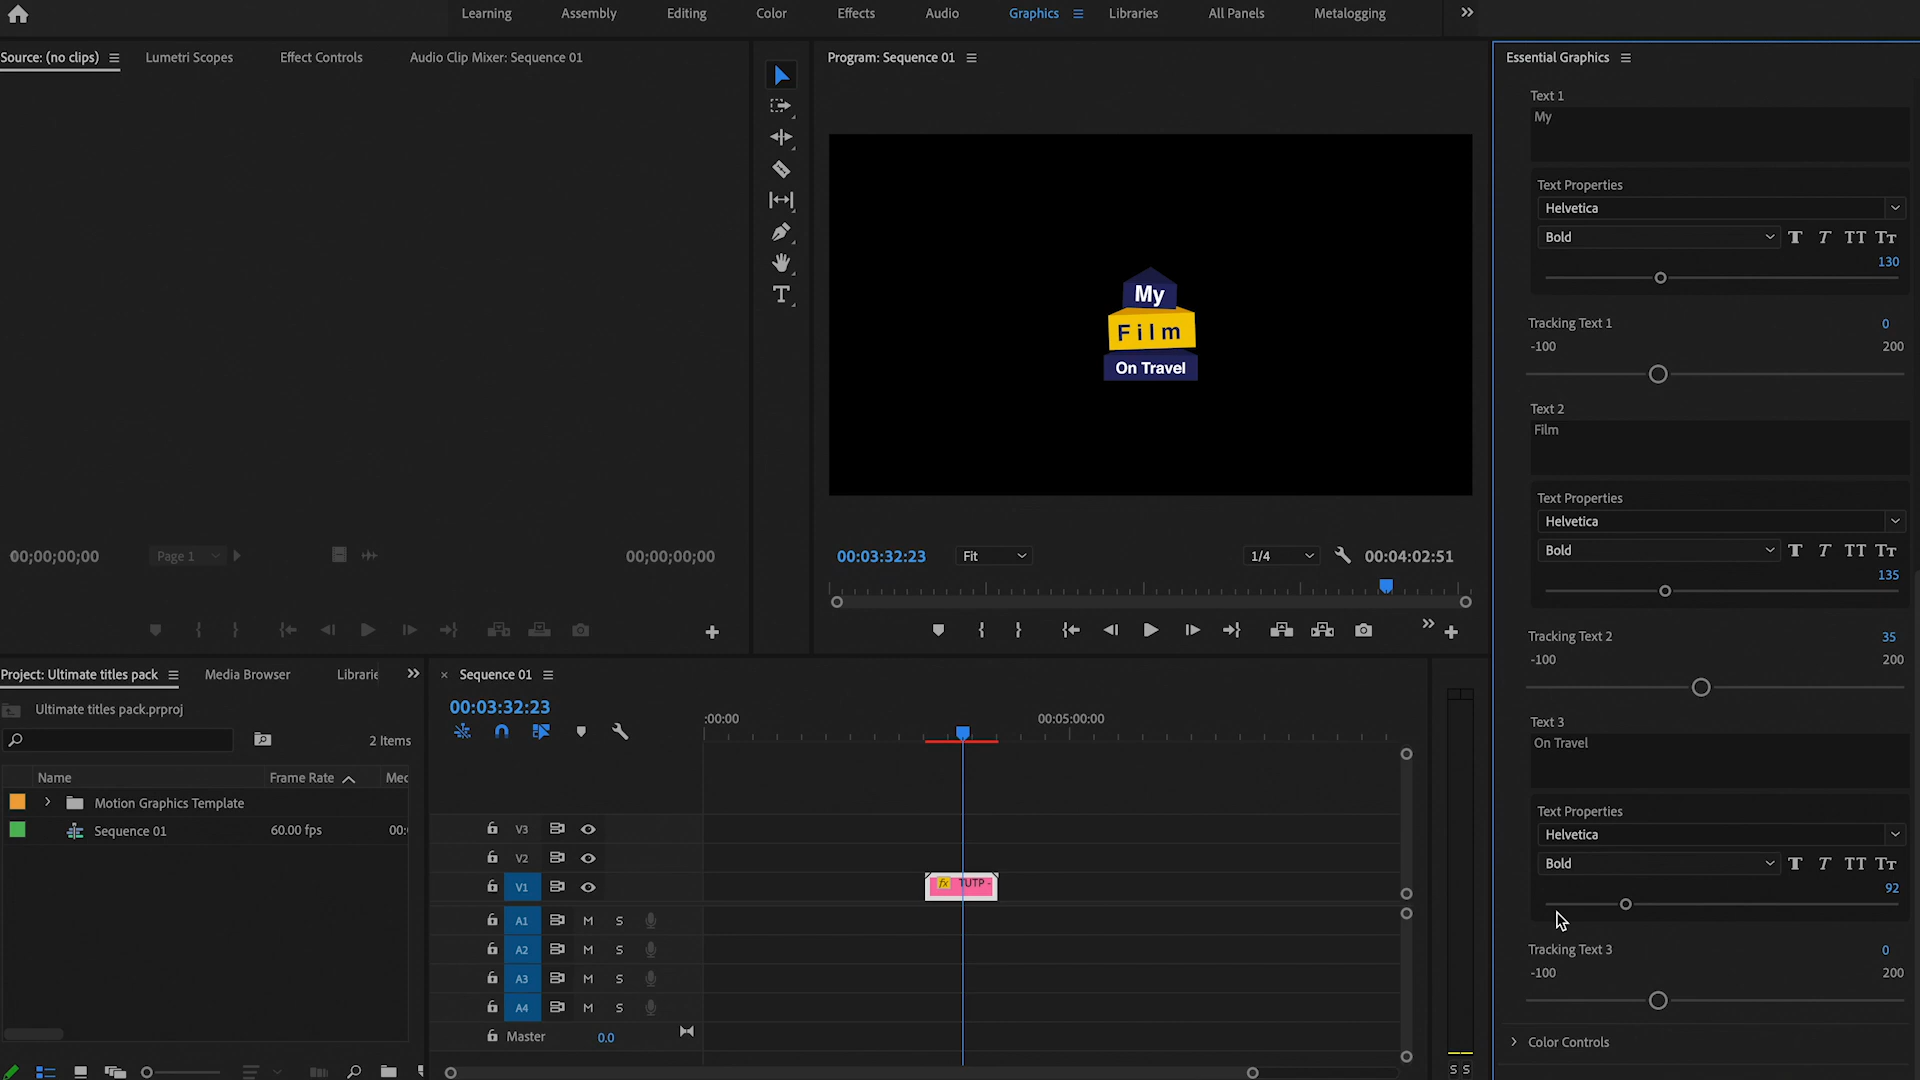 Learning Assembly Editing Color Effects Audio Graphics Libraries All Panels Metalogging
Source: (no clips) Lumetri Scopes Effect Controls Audio Clip Mixer: Sequence 01
Program: Sequence 01
My
Film
On Travel
00;00;00;00 Page 1 00;00;00;00
00:03:32:23 Fit 1/4 00:04:02:51
Essential Graphics
Text 1
My
Text Properties
Helvetica
Bold
130
Tracking Text 1 0
-100 200
Text 2
Film
Text Properties
Helvetica
Bold
135
Tracking Text 2 35
-100 200
Text 3
On Travel
Text Properties
Helvetica
Bold
92
Tracking Text 3 0
-100 200
Color Controls
Project: Ultimate titles pack Media Browser Librarie
Ultimate titles pack.prproj
2 Items
Name Frame Rate Mec
Motion Graphics Template
Sequence 01 60.00 fps 00:
× Sequence 01
00:03:32:23
:00:00 00:05:00:00
V3
V2
V1 fx TUTP -
A1 M S
A2 M S
A3 M S
A4 M S
Master 0.0
S S